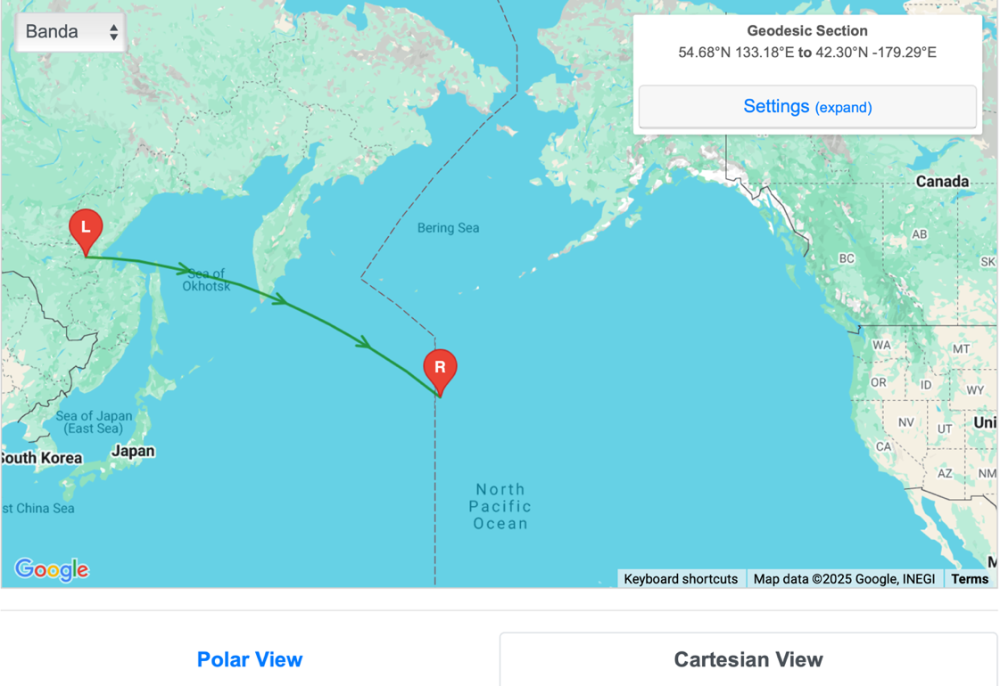 Banda
Geodesic Section
54.68°N 133.18°E to 42.30°N -179.29°E
Settings (expand)
Canada
L
Bering Sea
AB
BC
SK
Sea of
Okhotsk
WA
MT
R
OR
ID
WY
Sea of Japan
(East Sea)
NV
UT
Uni
CA
South Korea
Japan
AZ
NM
North
Pacific
Ocean
st China Sea
Google
M
Keyboard shortcuts
Map data ©2025 Google, INEGI
Terms
Polar View
Cartesian View